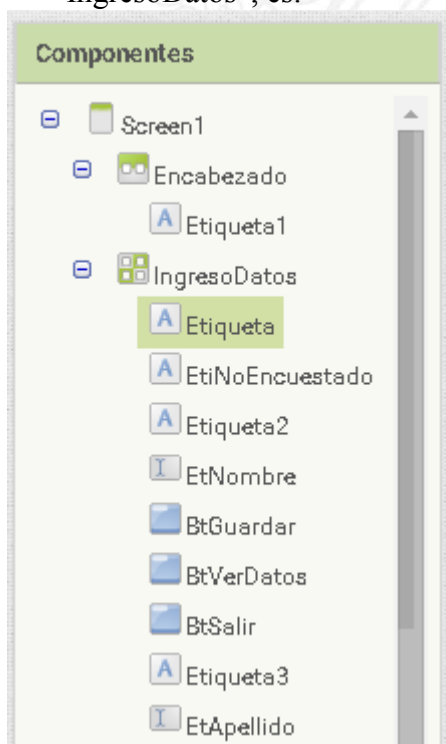 IngresoDatos", es:
Componentes
Screen1
Encabezado
A Etiqueta1
IngresoDatos
A Etiqueta
A EtiNoEncuestado
A Etiqueta2
EtNombre
BtGuardar
BtVerDatos
BtSalir
A Etiqueta3
EtApellido